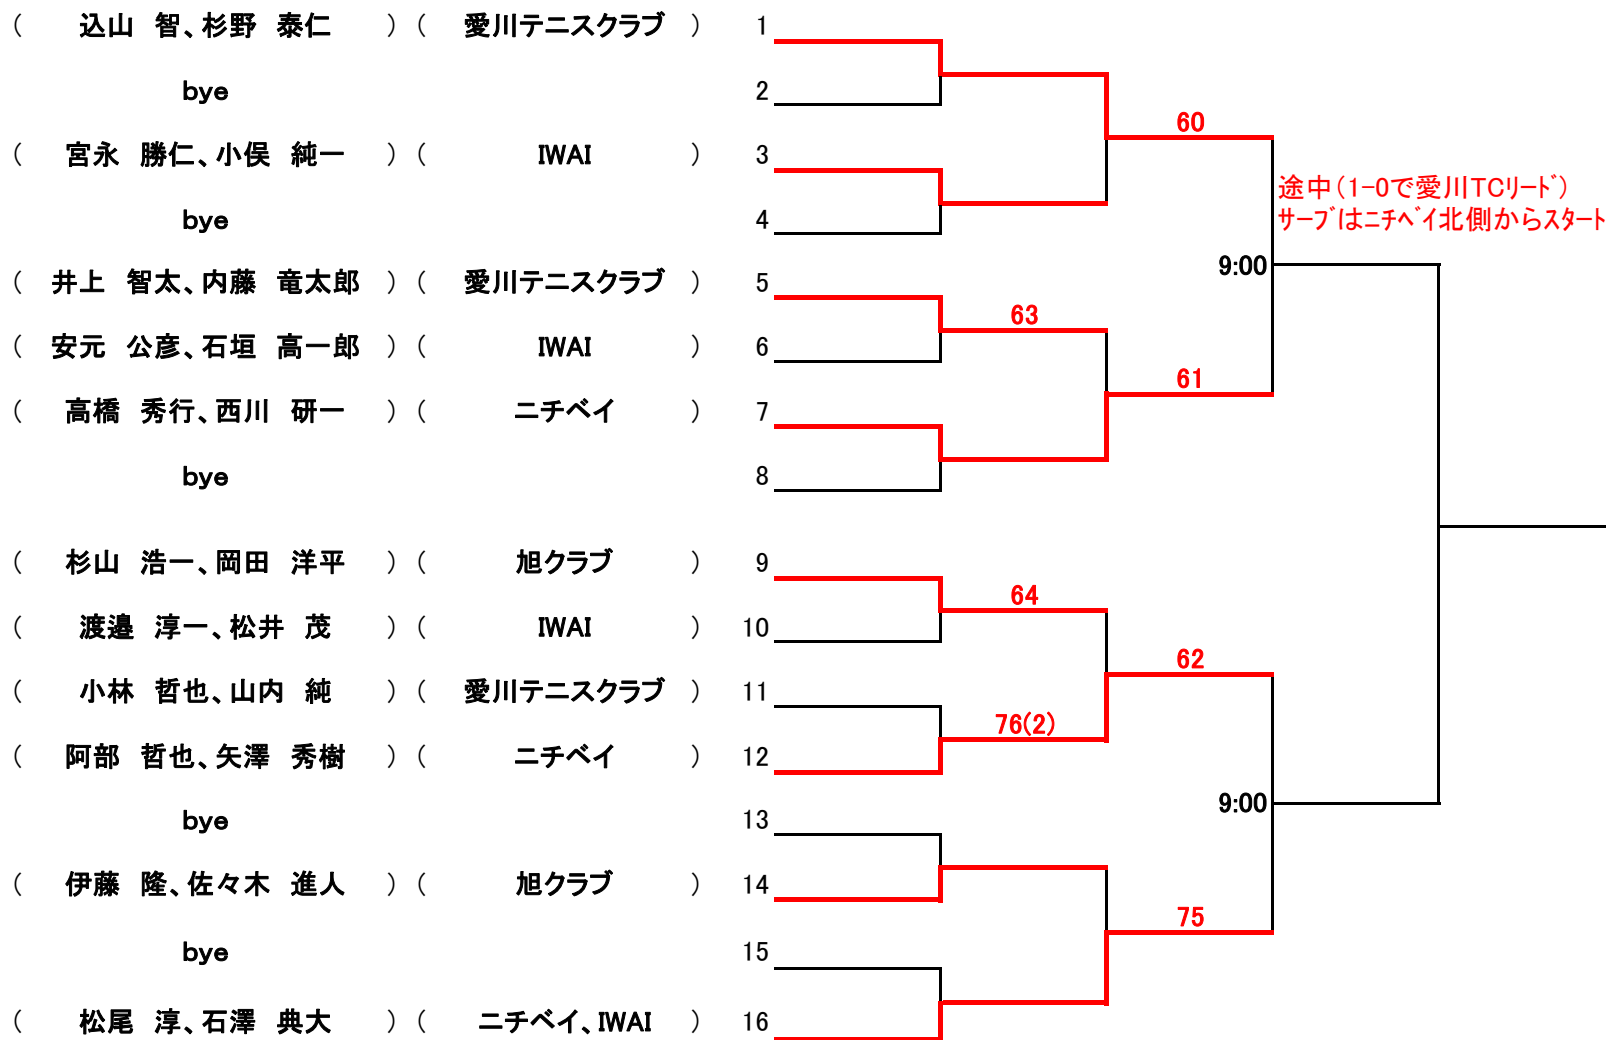 （　込山　智、杉野　泰仁　）（　愛川テニスクラブ　）　1
bye　2
60
（　宮永　勝仁、小俣　純一　）（　IWAI　）　3
途中（1-0で愛川TCﾘｰﾄﾞ）
ｻｰﾌﾞはﾆﾁﾍﾞｲ北側からｽﾀｰﾄ
bye　4
9:00
（　井上　智太、内藤　竜太郎　）（　愛川テニスクラブ　）　5
63
（　安元　公彦、石垣　高一郎　）（　IWAI　）　6
61
（　高橋　秀行、西川　研一　）（　ニチベイ　）　7
bye　8
（　杉山　浩一、岡田　洋平　）（　旭クラブ　）　9
64
（　渡邉　淳一、松井　茂　）（　IWAI　）　10
62
（　小林　哲也、山内　純　）（　愛川テニスクラブ　）　11
76(2)
（　阿部　哲也、矢澤　秀樹　）（　ニチベイ　）　12
9:00
bye　13
（　伊藤　隆、佐々木　進人　）（　旭クラブ　）　14
75
bye　15
（　松尾　淳、石澤　典大　）（　ニチベイ、IWAI　）　16